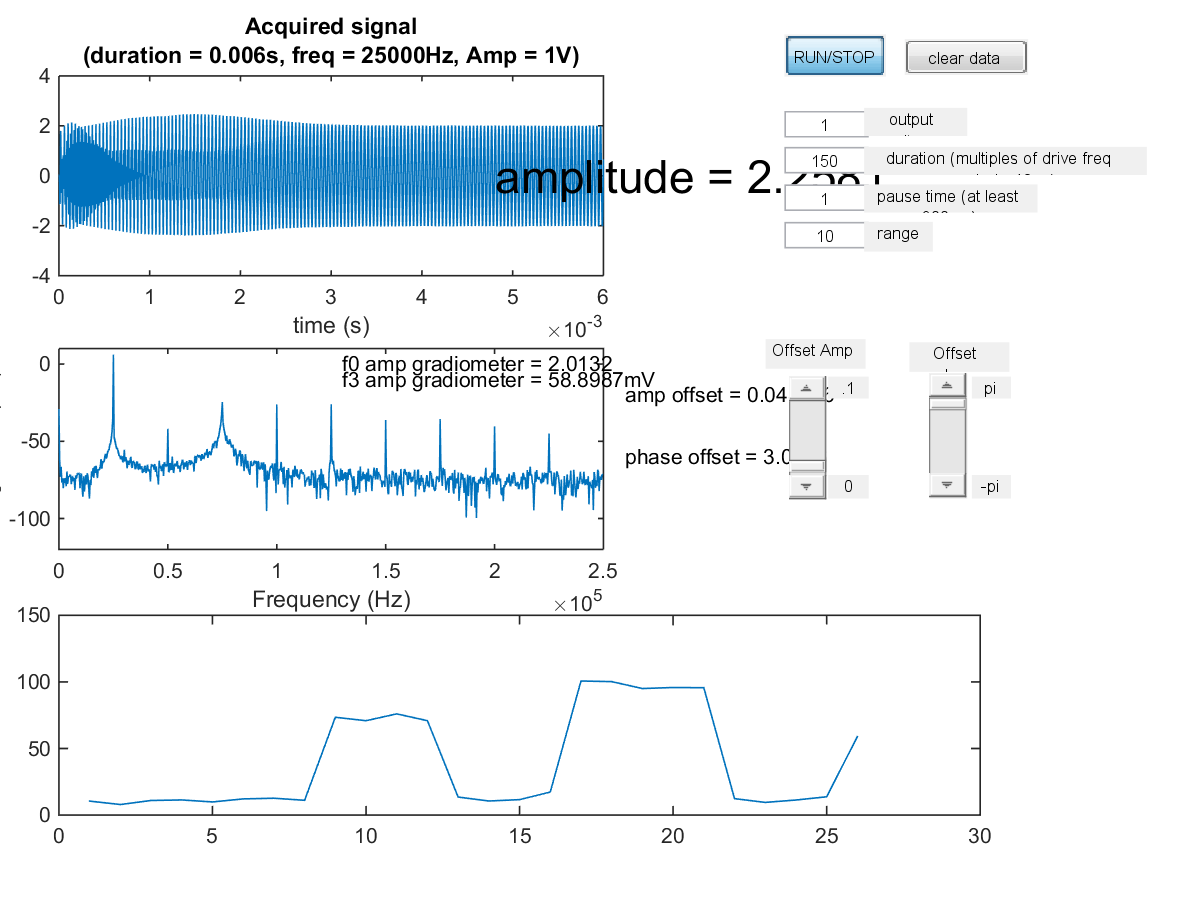 Acquired signal
(duration = 0.006s, freq = 25000Hz, Amp = 1V)
4
2
0
-2
-4
0 1 2 3 4 5 6
time (s)
×10-3
amplitude = 
RUN/STOP
clear data
1 output
150 duration (multiples of drive freq
1 pause time (at least
10 range
0
-50
-100
f0 amp gradiometer = 2.0132
f3 amp gradiometer = 58.8987mV
0 0.5 1 1.5 2 2.5
Frequency (Hz)
×105
amp offset = 0.04
phase offset = 3.0
Offset Amp
.1
0
Offset
pi
-pi
150
100
50
0
0 5 10 15 20 25 30